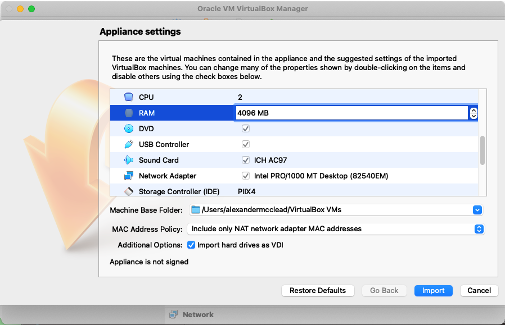 Oracle VM VirtualBox Manager
Appliance settings
These are the virtual machines contained in the appliance and the suggested settings of the imported
VirtualBox machines. You can change many of the properties shown by double-clicking on the items and
disable others using the check boxes below.
CPU 2
RAM 4096 MB
DVD
USB Controller
Sound Card ICH AC97
Network Adapter Intel PRO/1000 MT Desktop (82540EM)
Storage Controller (IDE) PIIX4
Machine Base Folder: /Users/alexandermcclead/VirtualBox VMs
MAC Address Policy: Include only NAT network adapter MAC addresses
Additional Options: Import hard drives as VDI
Appliance is not signed
Restore Defaults Go Back Import Cancel
Network